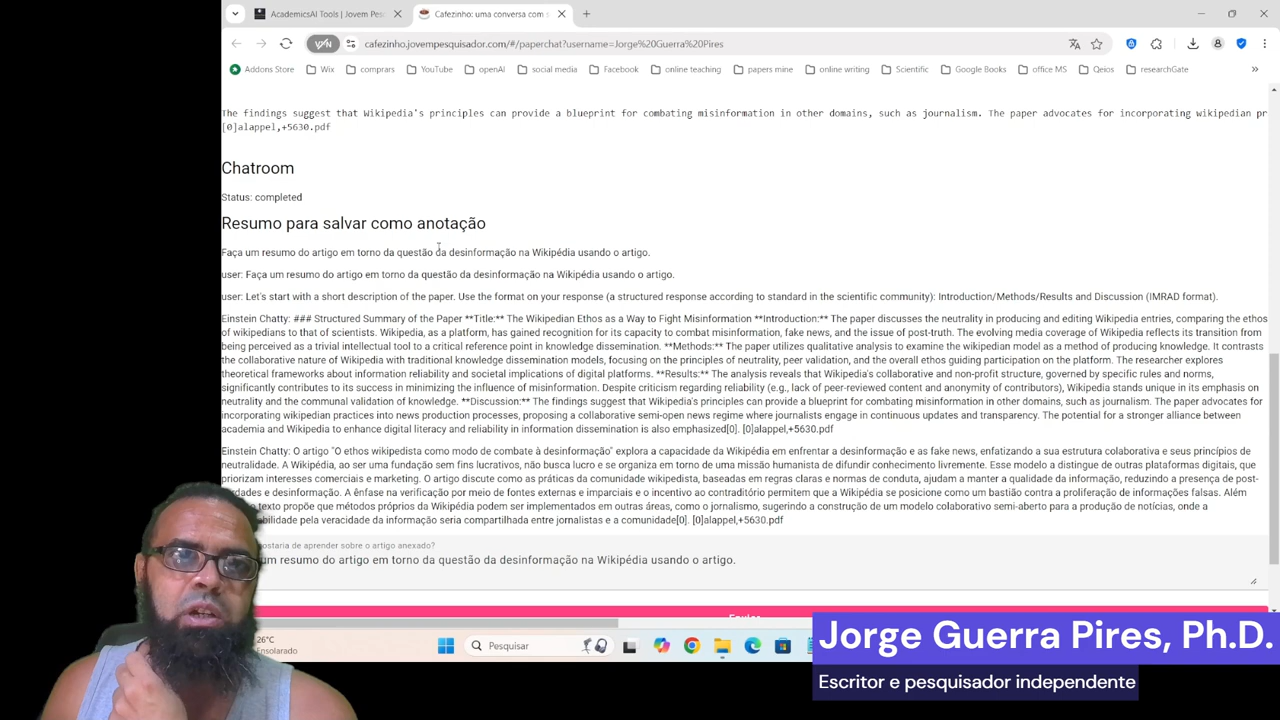 AcademicsAI Tools | Jovem Pes
Cafezinho: uma conversa com s
VPN
cafezinho.jovempesquisador.com/#/paperchat?username=Jorge%20Guerra%20Pires
Addons Store
Wix
comprars
YouTube
openAI
social media
Facebook
online teaching
papers mine
online writing
Scientific
Google Books
office MS
Qeios
researchGate
The findings suggest that Wikipedia's principles can provide a blueprint for combating misinformation in other domains, such as journalism. The paper advocates for incorporating wikipedian pr
[0]alappel,+5630.pdf
Chatroom
Status: completed
Resumo para salvar como anotação
Faça um resumo do artigo em torno da questão da desinformação na Wikipédia usando o artigo.
user: Faça um resumo do artigo em torno da questão da desinformação na Wikipédia usando o artigo.
user: Let's start with a short description of the paper. Use the format on your response (a structured response according to standard in the scientific community): Introduction/Methods/Results and Discussion (IMRAD format).
Einstein Chatty: ### Structured Summary of the Paper **Title:** The Wikipedian Ethos as a Way to Fight Misinformation **Introduction:** The paper discusses the neutrality in producing and editing Wikipedia entries, comparing the ethos
of wikipedians to that of scientists. Wikipedia, as a platform, has gained recognition for its capacity to combat misinformation, fake news, and the issue of post-truth. The evolving media coverage of Wikipedia reflects its transition from
being perceived as a trivial intellectual tool to a critical reference point in knowledge dissemination. **Methods:** The paper utilizes qualitative analysis to examine the wikipedian model as a method of producing knowledge. It contrasts
the collaborative nature of Wikipedia with traditional knowledge dissemination models, focusing on the principles of neutrality, peer validation, and the overall ethos guiding participation on the platform. The researcher explores
theoretical frameworks about information reliability and societal implications of digital platforms. **Results:** The analysis reveals that Wikipedia's collaborative and non-profit structure, governed by specific rules and norms,
significantly contributes to its success in minimizing the influence of misinformation. Despite criticism regarding reliability (e.g., lack of peer-reviewed content and anonymity of contributors), Wikipedia stands unique in its emphasis on
neutrality and the communal validation of knowledge. **Discussion:** The findings suggest that Wikipedia's principles can provide a blueprint for combating misinformation in other domains, such as journalism. The paper advocates for
incorporating wikipedian practices into news production processes, proposing a collaborative semi-open news regime where journalists engage in continuous updates and transparency. The potential for a stronger alliance between
academia and Wikipedia to enhance digital literacy and reliability in information dissemination is also emphasized[0]. [0]alappel,+5630.pdf
Einstein Chatty: O artigo "O ethos wikipedista como modo de combate à desinformação" explora a capacidade da Wikipédia em enfrentar a desinformação e as fake news, enfatizando a sua estrutura colaborativa e seus princípios de
neutralidade. A Wikipédia, ao ser uma fundação sem fins lucrativos, não busca lucro e se organiza em torno de uma missão humanista de difundir conhecimento livremente. Esse modelo a distingue de outras plataformas digitais, que
priorizam interesses comerciais e marketing. O artigo discute como as práticas da comunidade wikipedista, baseadas em regras claras e normas de conduta, ajudam a manter a qualidade da informação, reduzindo a presença de post-
rdades e desinformação. A ênfase na verificação por meio de fontes externas e imparciais e o incentivo ao contraditório permitem que a Wikipédia se posicione como um bastião contra a proliferação de informações falsas. Além
texto propõe que métodos próprios da Wikipédia podem ser implementados em outras áreas, como o jornalismo, sugerindo a construção de um modelo colaborativo semi-aberto para a produção de notícias, onde a
bilidade pela veracidade da informação seria compartilhada entre jornalistas e a comunidade[0]. [0]alappel,+5630.pdf
ostaria de aprender sobre o artigo anexado?
um resumo do artigo em torno da questão da desinformação na Wikipédia usando o artigo.
26°C
Ensolarado
Pesquisar
Jorge Guerra Pires, Ph.D.
Escritor e pesquisador independente